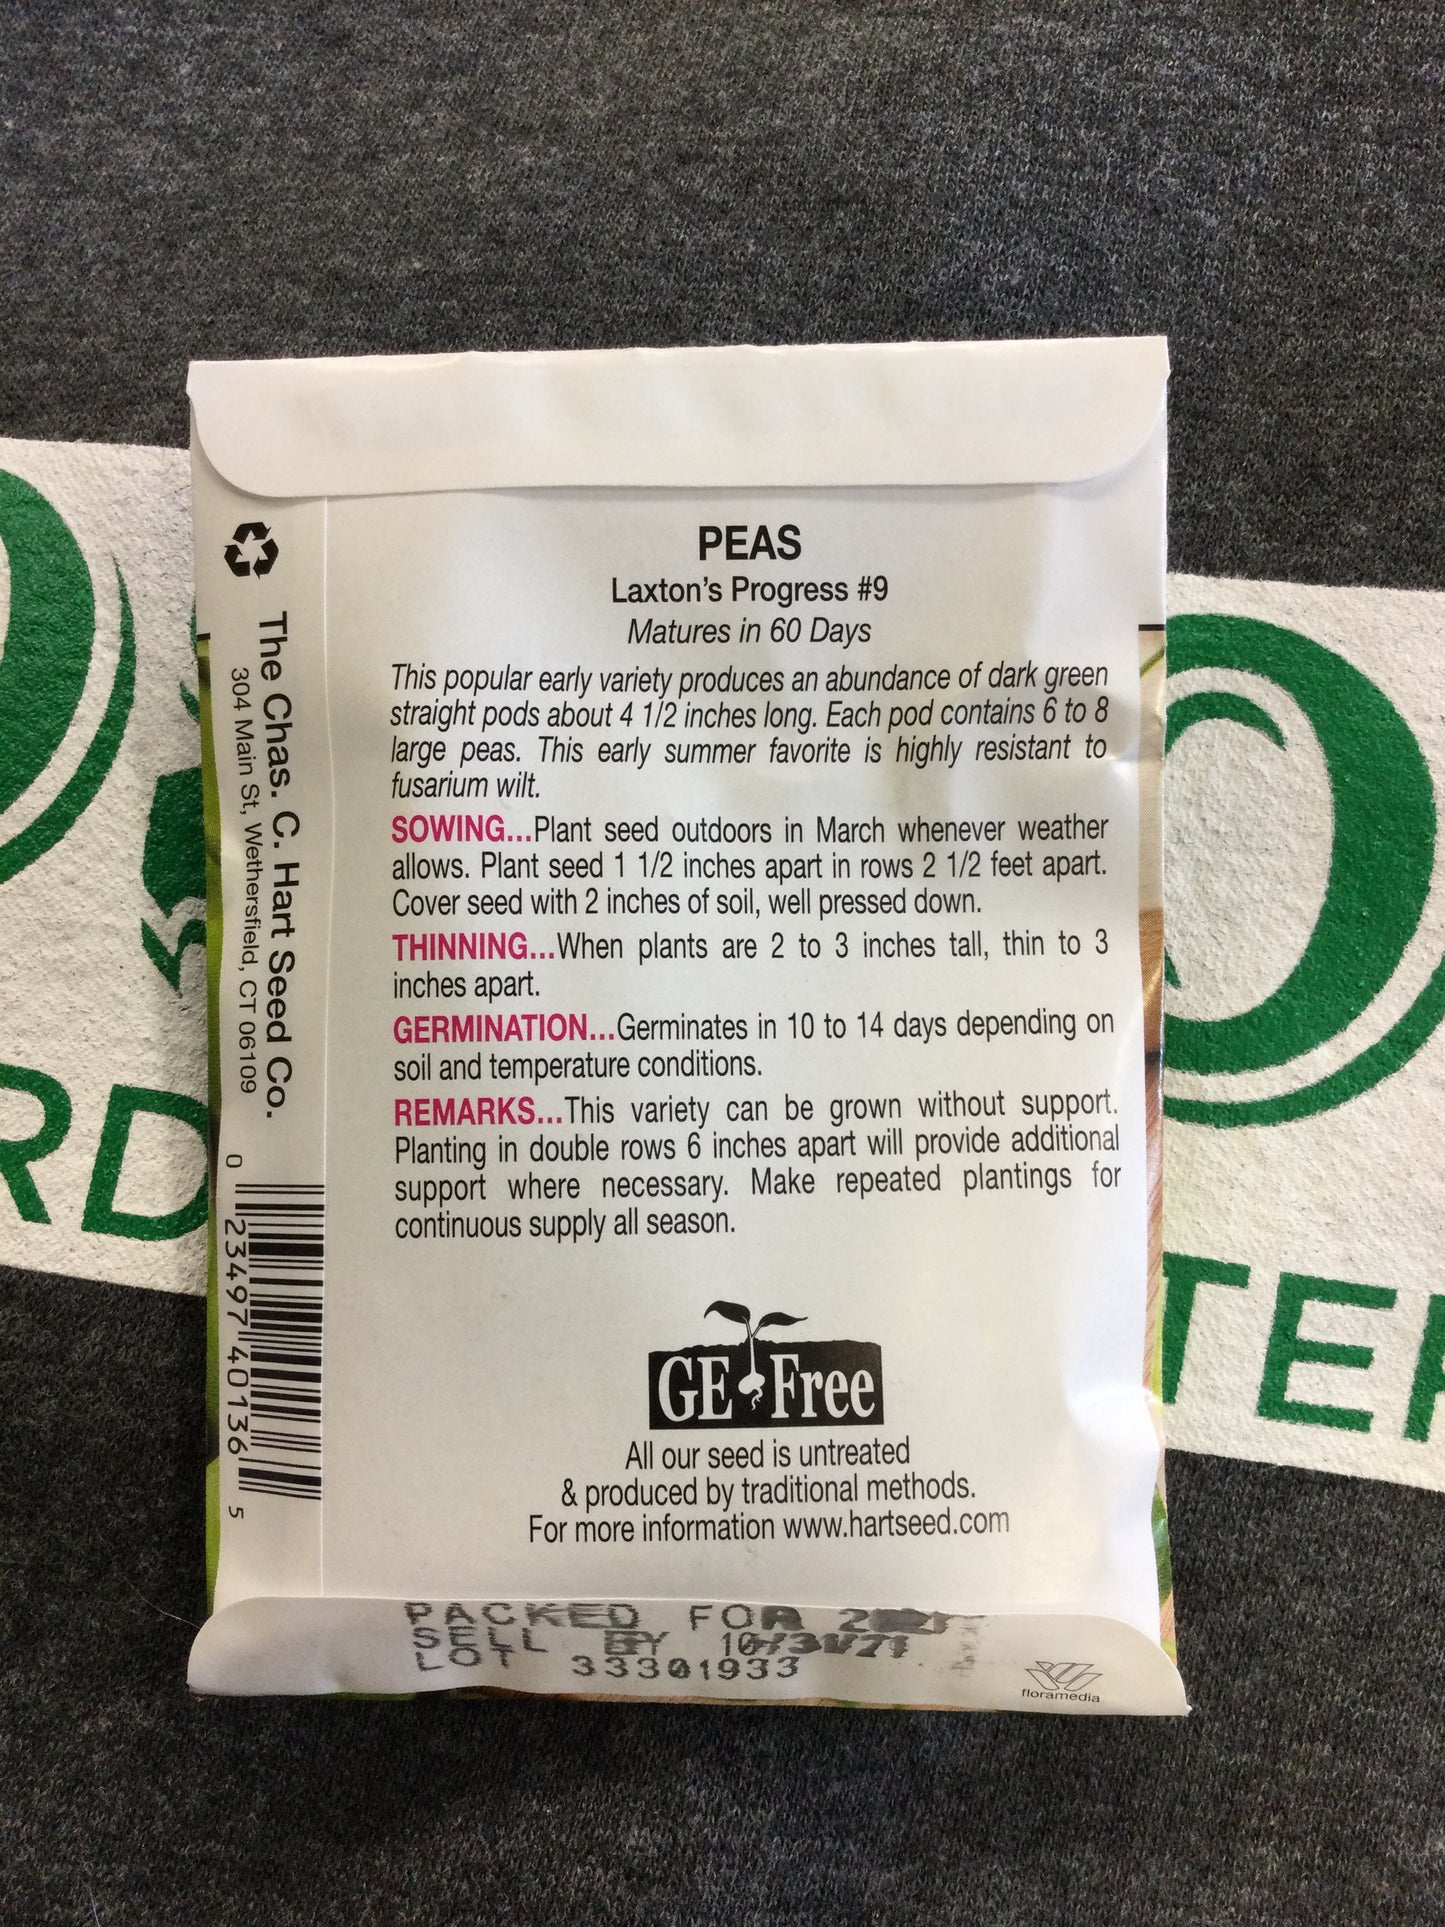 PEAS
Laxton's Progress #9
Matures in 60 Days
This popular early variety produces an abundance of dark green
straight pods about 4 1/2 inches long. Each pod contains 6 to 8
large peas. This early summer favorite is highly resistant to
fusarium wilt.
SOWING...Plant seed outdoors in March whenever weather
allows. Plant seed 1 1/2 inches apart in rows 2 1/2 feet apart.
Cover seed with 2 inches of soil, well pressed down.
THINNING...When plants are 2 to 3 inches tall, thin to 3
inches apart.
GERMINATION...Germinates in 10 to 14 days depending on
soil and temperature conditions.
REMARKS...This variety can be grown without support.
Planting in double rows 6 inches apart will provide additional
support where necessary. Make repeated plantings for
continuous supply all season.
GE Free
All our seed is untreated
& produced by traditional methods.
For more information www.hartseed.com
PACKED FOR
SELL BY 10/31/21
LOT 33301933
floramedia
The Chas. C. Hart Seed Co.
304 Main St, Wethersfield, CT 06109
0 23497 40136 5
RD
TER